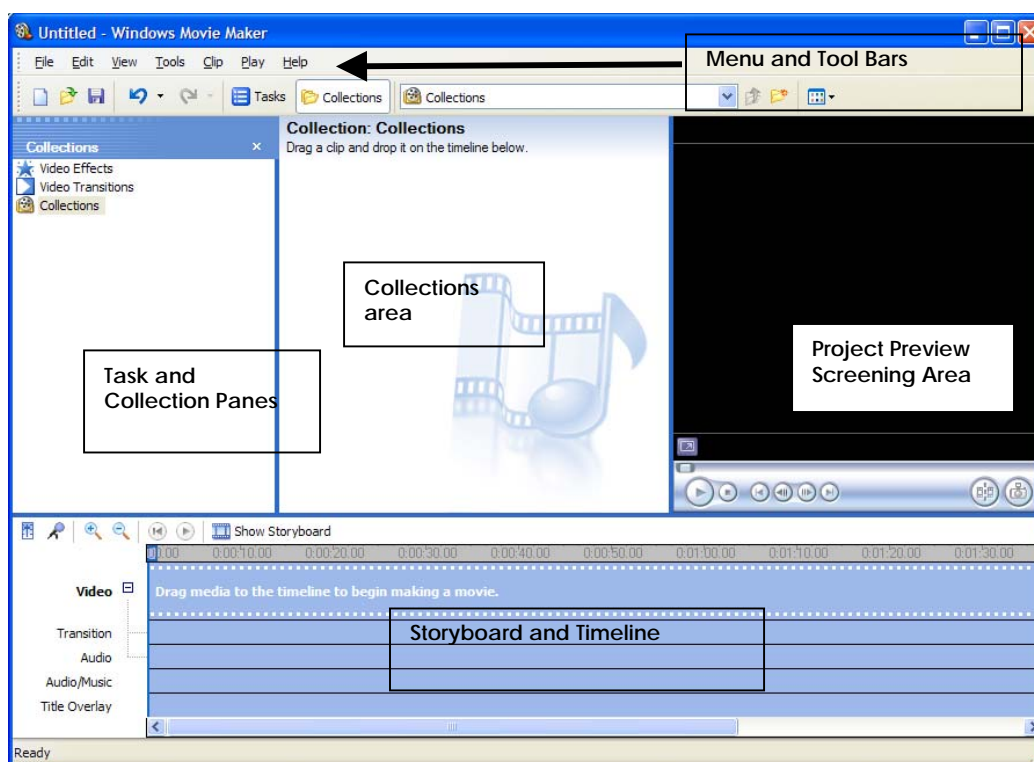 Untitled - Windows Movie Maker
File Edit View Tools Clip Play Help
Menu and Tool Bars
Tasks Collections Collections
Collections
Video Effects
Video Transitions
Collections
Collection: Collections
Drag a clip and drop it on the timeline below.
Collections
area
Task and
Collection Panes
Project Preview
Screening Area
Show Storyboard
0.00 0:00:10.00 0:00:20.00 0:00:30.00 0:00:40.00 0:00:50.00 0:01:00.00 0:01:10.00 0:01:20.00 0:01:30.00
Video
Drag media to the timeline to begin making a movie.
Transition
Storyboard and Timeline
Audio
Audio/Music
Title Overlay
Ready